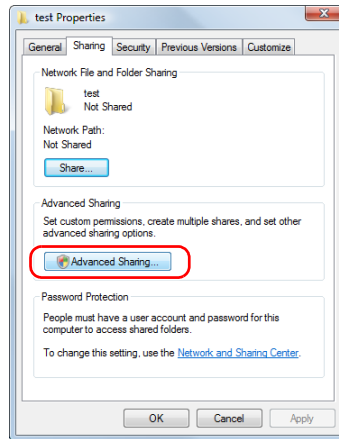 test Properties
General Sharing Security Previous Versions Customize
Network File and Folder Sharing
test
Not Shared
Network Path:
Not Shared
Share...
Advanced Sharing
Set custom permissions, create multiple shares, and set other
advanced sharing options.
Advanced Sharing...
Password Protection
People must have a user account and password for this
computer to access shared folders.
To change this setting, use the Network and Sharing Center.
OK Cancel Apply